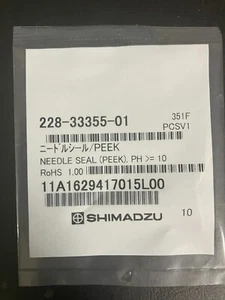 228-33355-01
351F
PCSV1
ニードルシール/PEEK
NEEDLE SEAL (PEEK), PH >= 10
RoHS 1.00
11A1629417015L00
SHIMADZU
10